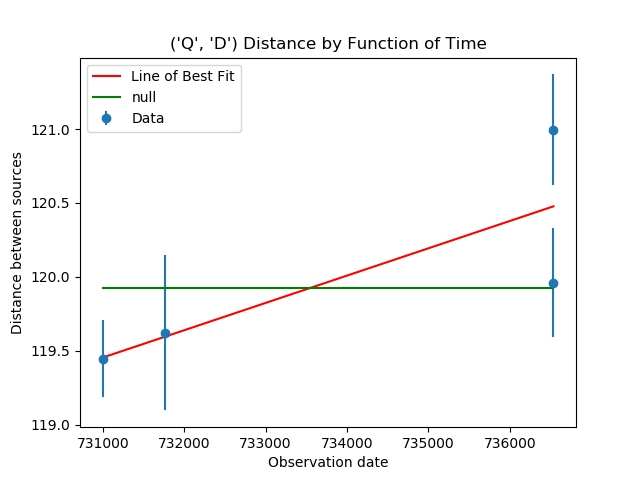 ('Q', 'D') Distance by Function of Time
Line of Best Fit
null
Data
Distance between sources
121.0
120.5
120.0
119.5
119.0
731000 732000 733000 734000 735000 736000
Observation date